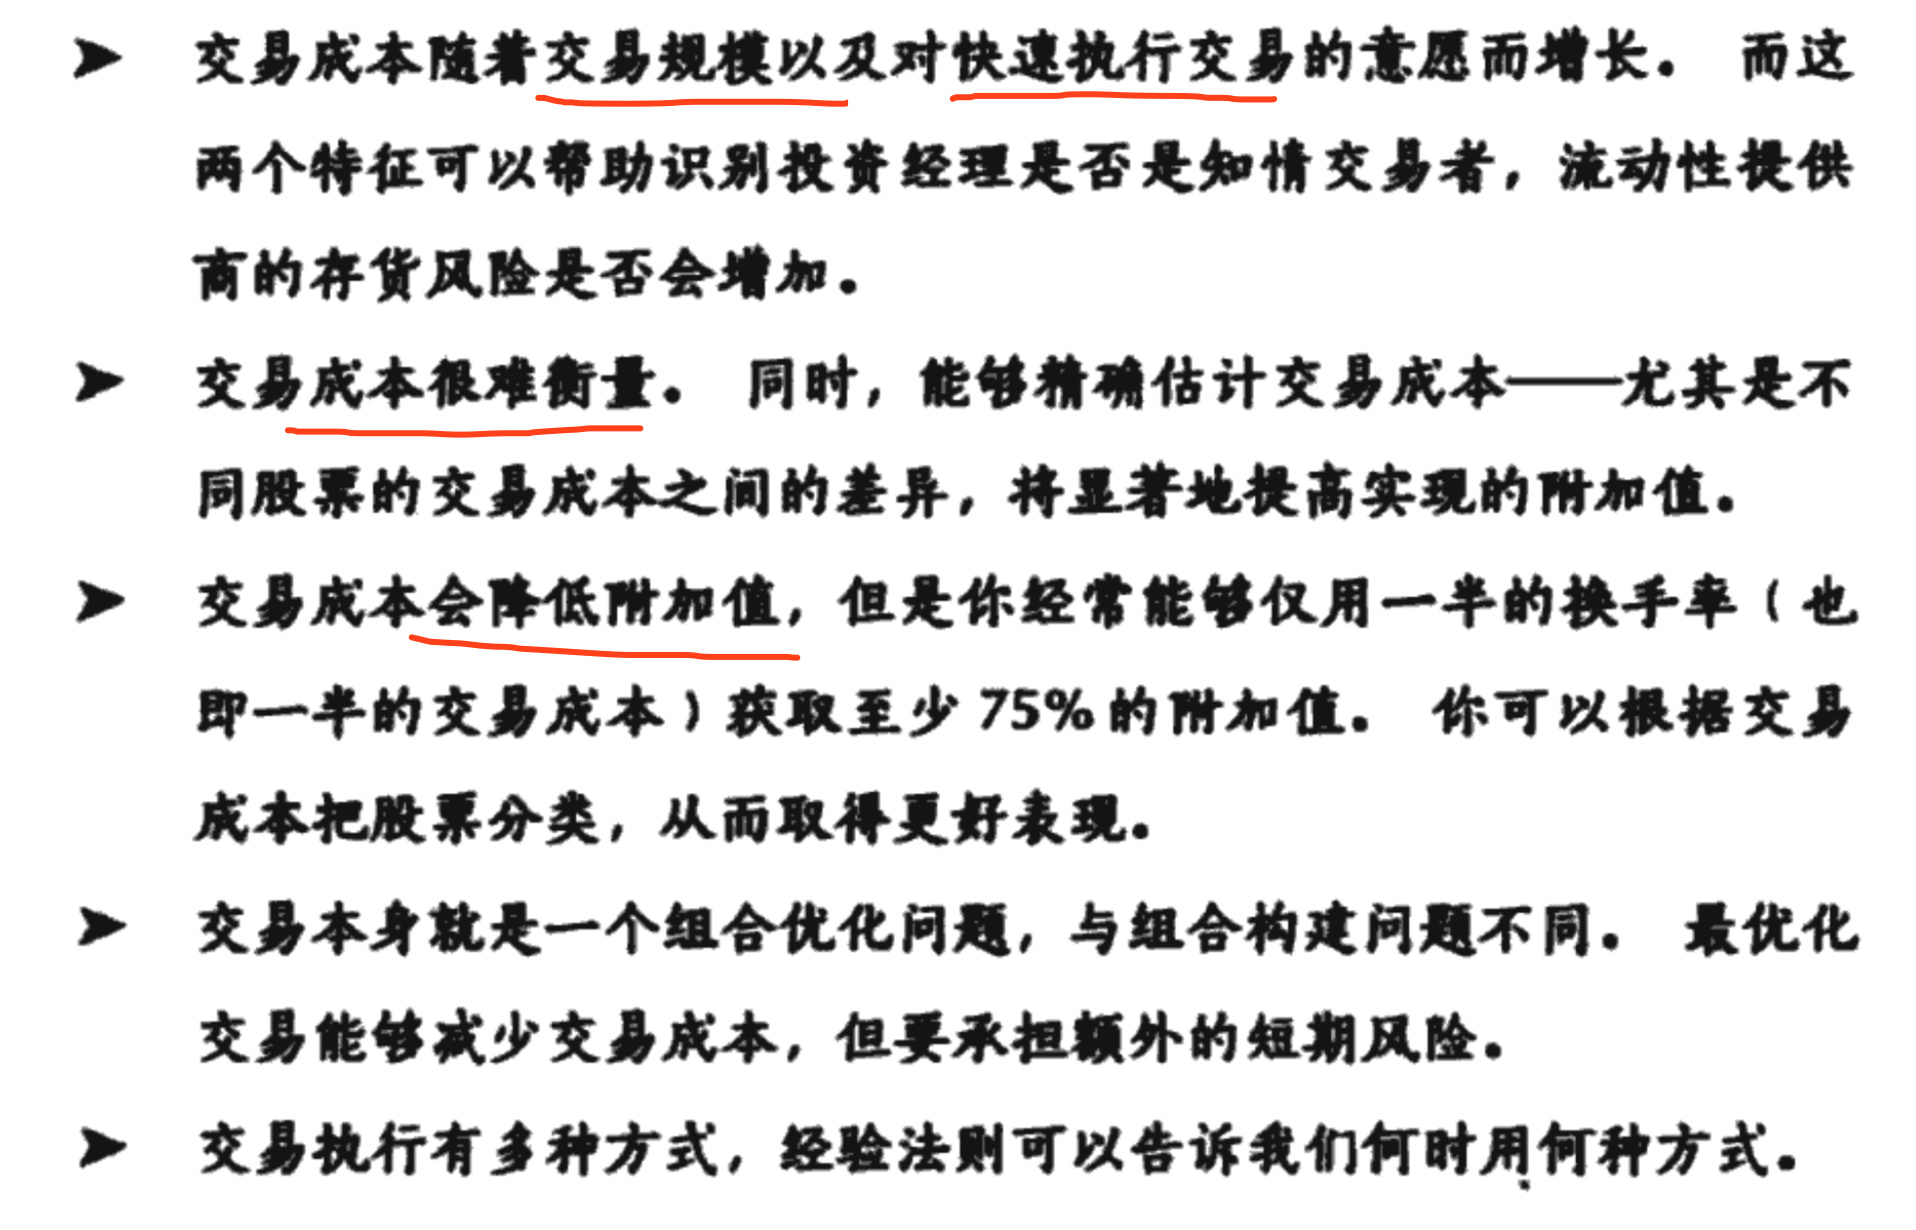 ➤ 交易成本随着交易规模以及对快速执行交易的意愿而增长。 而这
两个特征可以帮助识别投资经理是否是知情交易者，流动性提供
商的存货风险是否会增加。
➤ 交易成本很难衡量。 同时，能够精确估计交易成本——尤其是不
同股票的交易成本之间的差异，将显著地提高实现的附加值。
➤ 交易成本会降低附加值，但是你经常能够仅用一半的换手率（也
即一半的交易成本）获取至少 75% 的附加值。 你可以根据交易
成本把股票分类，从而取得更好表现。
➤ 交易本身就是一个组合优化问题，与组合构建问题不同。 最优化
交易能够减少交易成本，但要承担额外的短期风险。
➤ 交易执行有多种方式，经验法则可以告诉我们何时用何种方式。